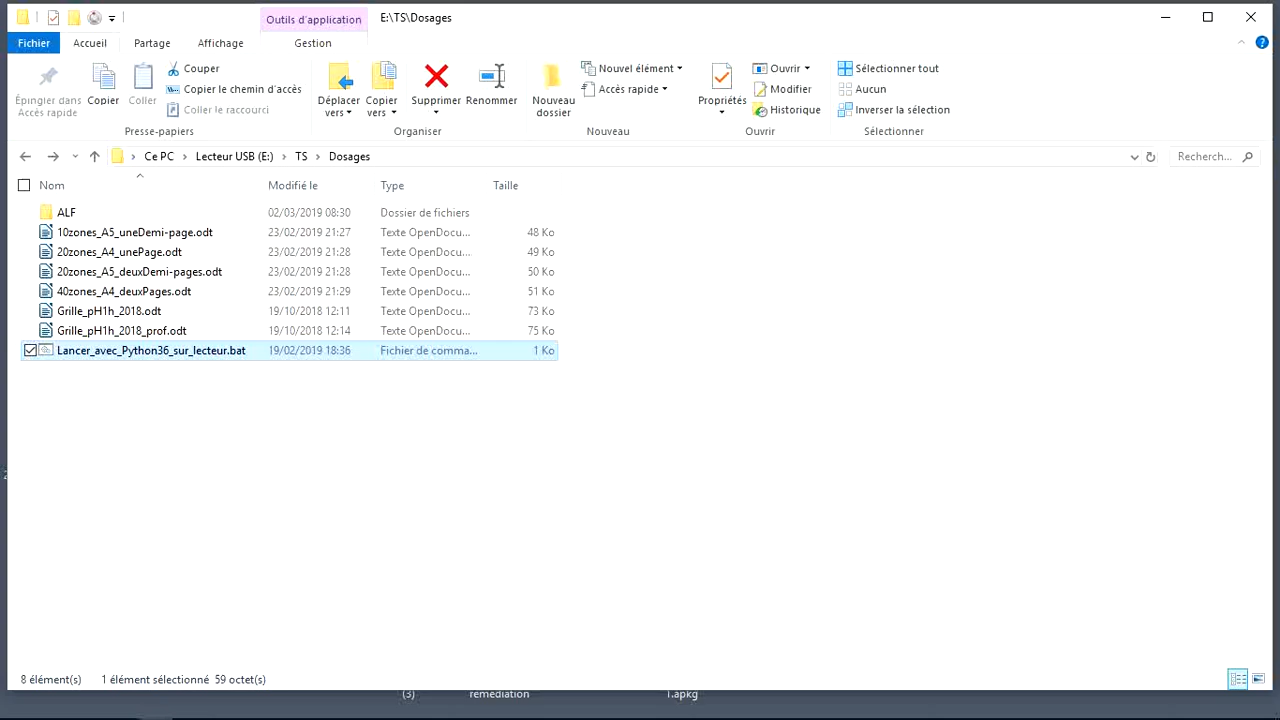 Outils d'application E:\TS\Dosages
Fichier Accueil Partage Affichage Gestion
Épingler dans Accès rapide
Copier
Coller
Couper
Copier le chemin d'accès
Coller le raccourci
Presse-papiers
Déplacer vers
Copier vers
Supprimer
Renommer
Organiser
Nouveau dossier
Nouvel élément
Accès rapide
Nouveau
Propriétés
Ouvrir
Modifier
Historique
Ouvrir
Sélectionner tout
Aucun
Inverser la sélection
Sélectionner
Ce PC > Lecteur USB (E:) > TS > Dosages
Recherch...
Nom Modifié le Type Taille
ALF 02/03/2019 08:30 Dossier de fichiers
10zones_A5_uneDemi-page.odt 23/02/2019 21:27 Texte OpenDocu... 48 Ko
20zones_A4_unePage.odt 23/02/2019 21:28 Texte OpenDocu... 49 Ko
20zones_A5_deuxDemi-pages.odt 23/02/2019 21:28 Texte OpenDocu... 50 Ko
40zones_A4_deuxPages.odt 23/02/2019 21:29 Texte OpenDocu... 51 Ko
Grille_pH1h_2018.odt 19/10/2018 12:11 Texte OpenDocu... 73 Ko
Grille_pH1h_2018_prof.odt 19/10/2018 12:14 Texte OpenDocu... 75 Ko
Lancer_avec_Python36_sur_lecteur.bat 19/02/2019 18:36 Fichier de comma... 1 Ko
8 élément(s) 1 élément sélectionné 59 octet(s)
(3) remediation 1.apkg